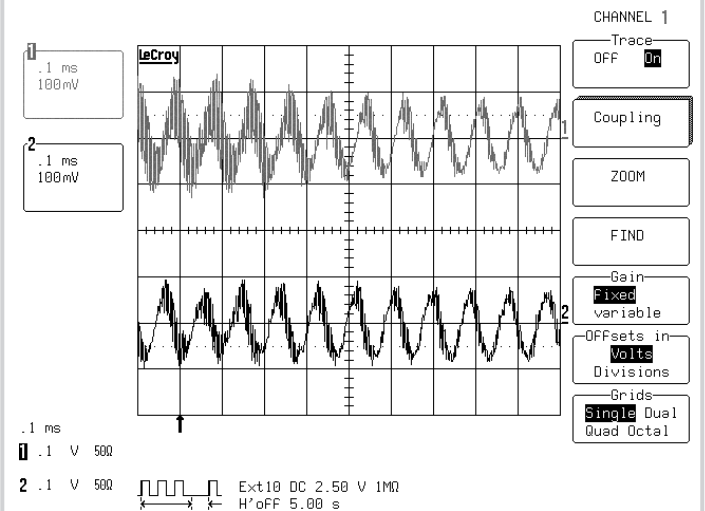 CHANNEL 1
1
.1 ms
100mV
2
.1 ms
100mV
LeCroy
1
2
Trace
OFF On
Coupling
ZOOM
FIND
Gain
Fixed
variable
Offsets in
Volts
Divisions
Grids
Single Dual
Quad Octal
.1 ms
1 .1 V 50Ω
2 .1 V 50Ω
Ext10 DC 2.50 V 1MΩ
H'oFF 5.00 s